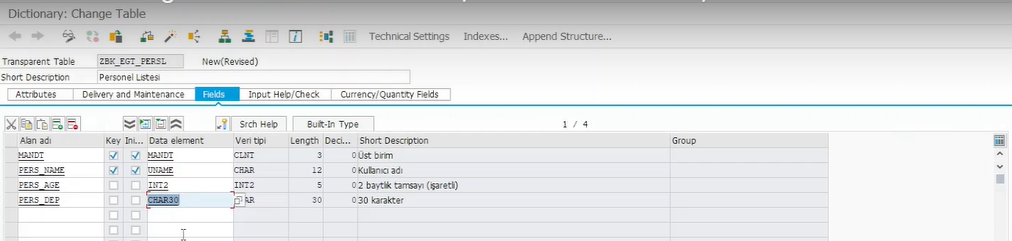 Dictionary: Change Table
Technical Settings Indexes... Append Structure...
Transparent Table ZBK_EGT_PERSL New(Revised)
Short Description Personel Listesi
Attributes Delivery and Maintenance Fields Input Help/Check Currency/Quantity Fields
Srch Help Built-In Type 1 / 4
Alan adı Key Ini... Data element Veri tipi Length Deci... Short Description Group
MANDT MANDT CLNT 3 0 Üst birim
PERS_NAME UNAME CHAR 12 0 Kullanıcı adı
PERS_AGE INT2 INT2 5 0 2 baytlık tamsayı (işaretli)
PERS_DEP CHAR30 AR 30 0 30 karakter